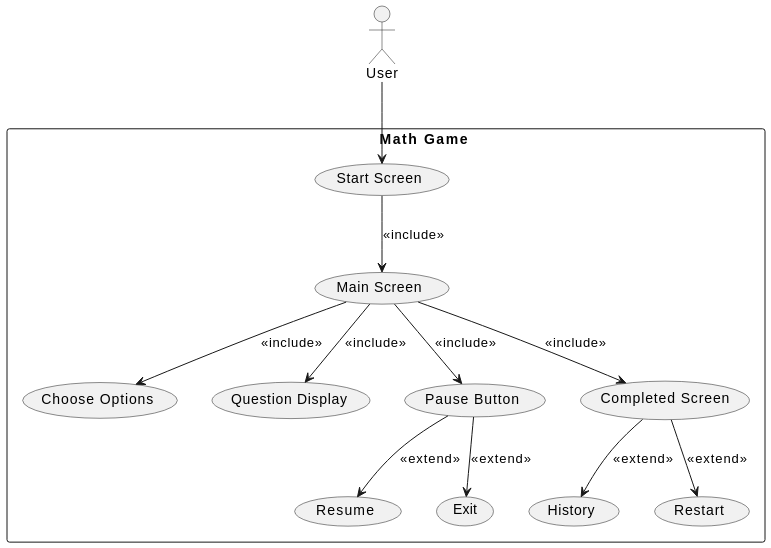 User
Math Game
Start Screen
«include»
Main Screen
«include» «include» «include» «include»
Choose Options Question Display Pause Button Completed Screen
«extend» «extend» «extend» «extend»
Resume Exit History Restart